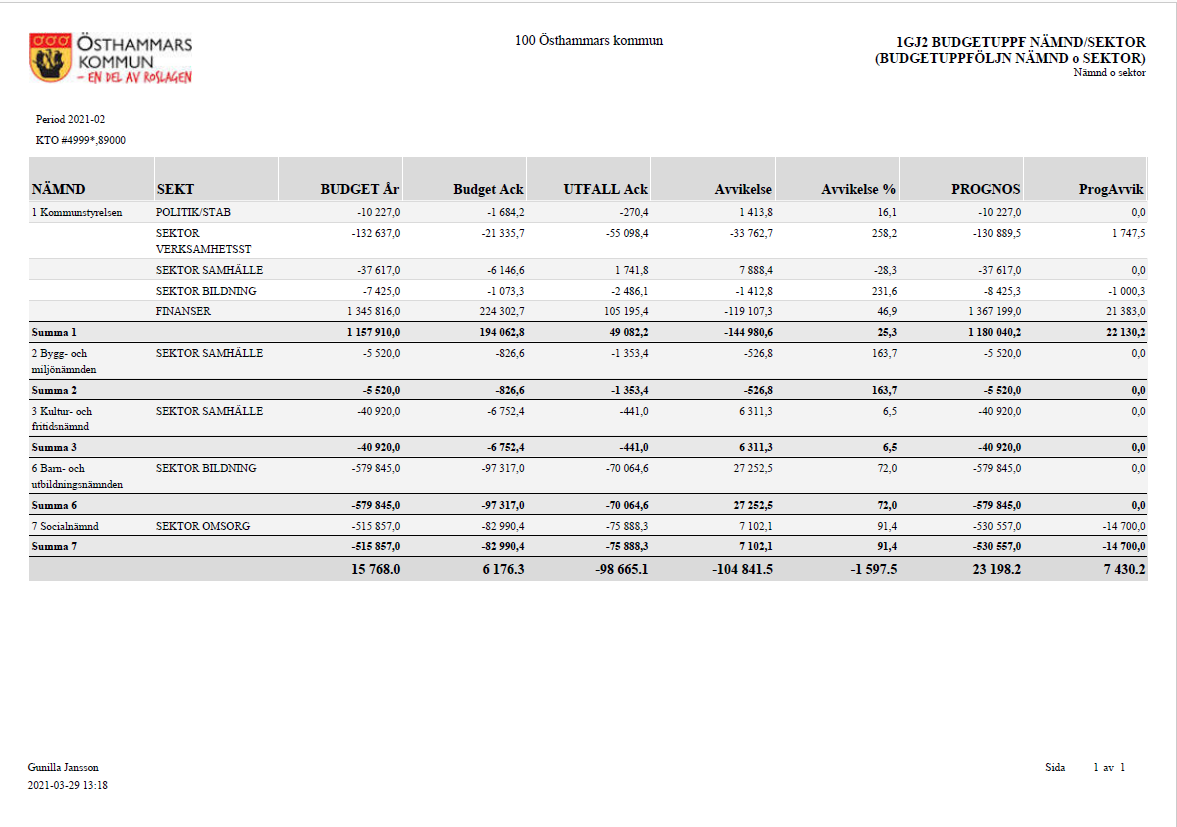 ÖSTHAMMARS
KOMMUN
- EN DEL AV ROSLAGEN
100 Östhammars kommun
1GJ2 BUDGETUPPF NÄMND/SEKTOR
(BUDGETUPPFÖLJN NÄMND o SEKTOR)
Nämnd o sektor
Period 2021-02
KTO #4999*,89000
NÄMND SEKT BUDGET År Budget Ack UTFALL Ack Avvikelse Avvikelse % PROGNOS ProgAvvik
1 Kommunstyrelsen POLITIK/STAB -10 227,0 -1 684,2 -270,4 1 413,8 16,1 -10 227,0 0,0
SEKTOR -132 637,0 -21 335,7 -55 098,4 -33 762,7 258,2 -130 889,5 1 747,5
VERKSAMHETSST
SEKTOR SAMHÄLLE -37 617,0 -6 146,6 1 741,8 7 888,4 -28,3 -37 617,0 0,0
SEKTOR BILDNING -7 425,0 -1 073,3 -2 486,1 -1 412,8 231,6 -8 425,3 -1 000,3
FINANSER 1 345 816,0 224 302,7 105 195,4 -119 107,3 46,9 1 367 199,0 21 383,0
Summa 1 1 157 910,0 194 062,8 49 082,2 -144 980,6 25,3 1 180 040,2 22 130,2
2 Bygg- och SEKTOR SAMHÄLLE -5 520,0 -826,6 -1 353,4 -526,8 163,7 -5 520,0 0,0
miljönämnden
Summa 2 -5 520,0 -826,6 -1 353,4 -526,8 163,7 -5 520,0 0,0
3 Kultur- och SEKTOR SAMHÄLLE -40 920,0 -6 752,4 -441,0 6 311,3 6,5 -40 920,0 0,0
fritidsnämnd
Summa 3 -40 920,0 -6 752,4 -441,0 6 311,3 6,5 -40 920,0 0,0
6 Barn- och SEKTOR BILDNING -579 845,0 -97 317,0 -70 064,6 27 252,5 72,0 -579 845,0 0,0
utbildningsnämnden
Summa 6 -579 845,0 -97 317,0 -70 064,6 27 252,5 72,0 -579 845,0 0,0
7 Socialnämnd SEKTOR OMSORG -515 857,0 -82 990,4 -75 888,3 7 102,1 91,4 -530 557,0 -14 700,0
Summa 7 -515 857,0 -82 990,4 -75 888,3 7 102,1 91,4 -530 557,0 -14 700,0
15 768.0 6 176.3 -98 665.1 -104 841.5 -1 597.5 23 198.2 7 430.2
Gunilla Jansson
2021-03-29 13:18
Sida 1 av 1